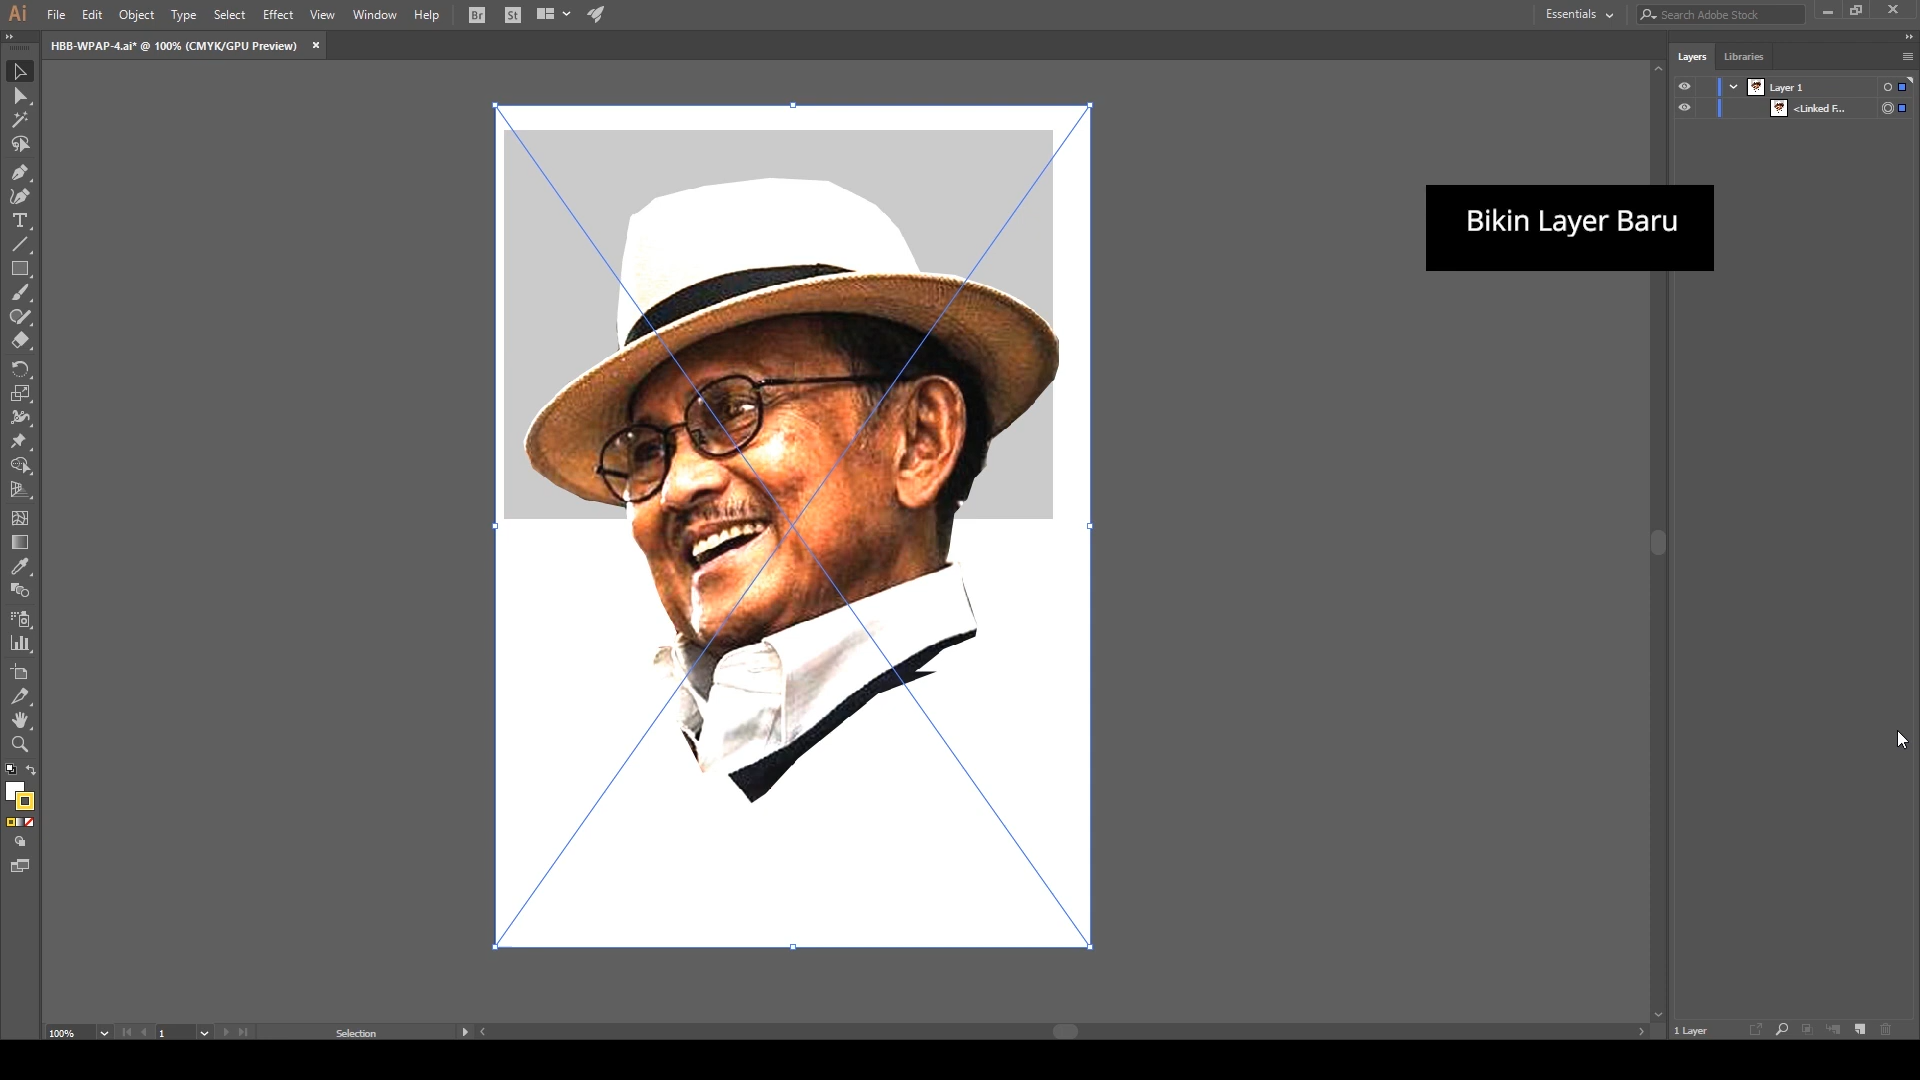 Ai File Edit Object Type Select Effect View Window Help Br St Essentials Search Adobe Stock
HBB-WPAP-4.ai* @ 100% (CMYK/GPU Preview)
Layers Libraries
Layer 1
<Linked F...
Bikin Layer Baru
100% 1 Selection
1 Layer